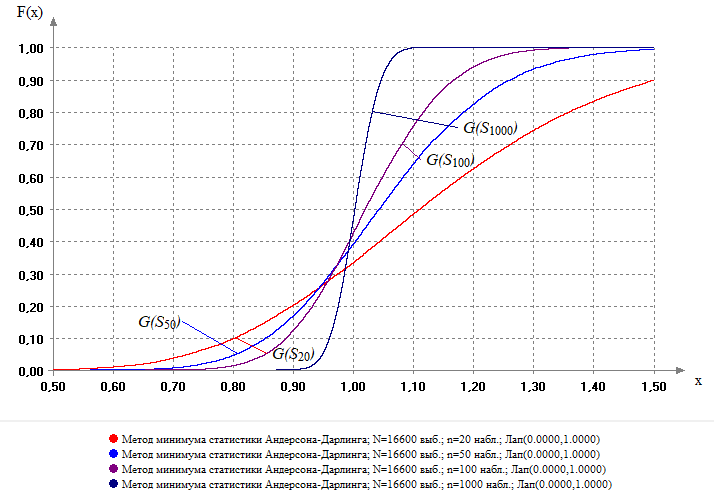 F(x)
1,00
0,90
0,80
G(S1000)
0,70
G(S100)
0,60
0,50
0,40
0,30
0,20
G(S50)
0,10
G(S20)
0,00
0,50 0,60 0,70 0,80 0,90 1,00 1,10 1,20 1,30 1,40 1,50 x
Метод минимума статистики Андерсона-Дарлинга; N=16600 выб.; n=20 набл.; Лап(0.0000,1.0000)
Метод минимума статистики Андерсона-Дарлинга; N=16600 выб.; n=50 набл.; Лап(0.0000,1.0000)
Метод минимума статистики Андерсона-Дарлинга; N=16600 выб.; n=100 набл.; Лап(0.0000,1.0000)
Метод минимума статистики Андерсона-Дарлинга; N=16600 выб.; n=1000 набл.; Лап(0.0000,1.0000)